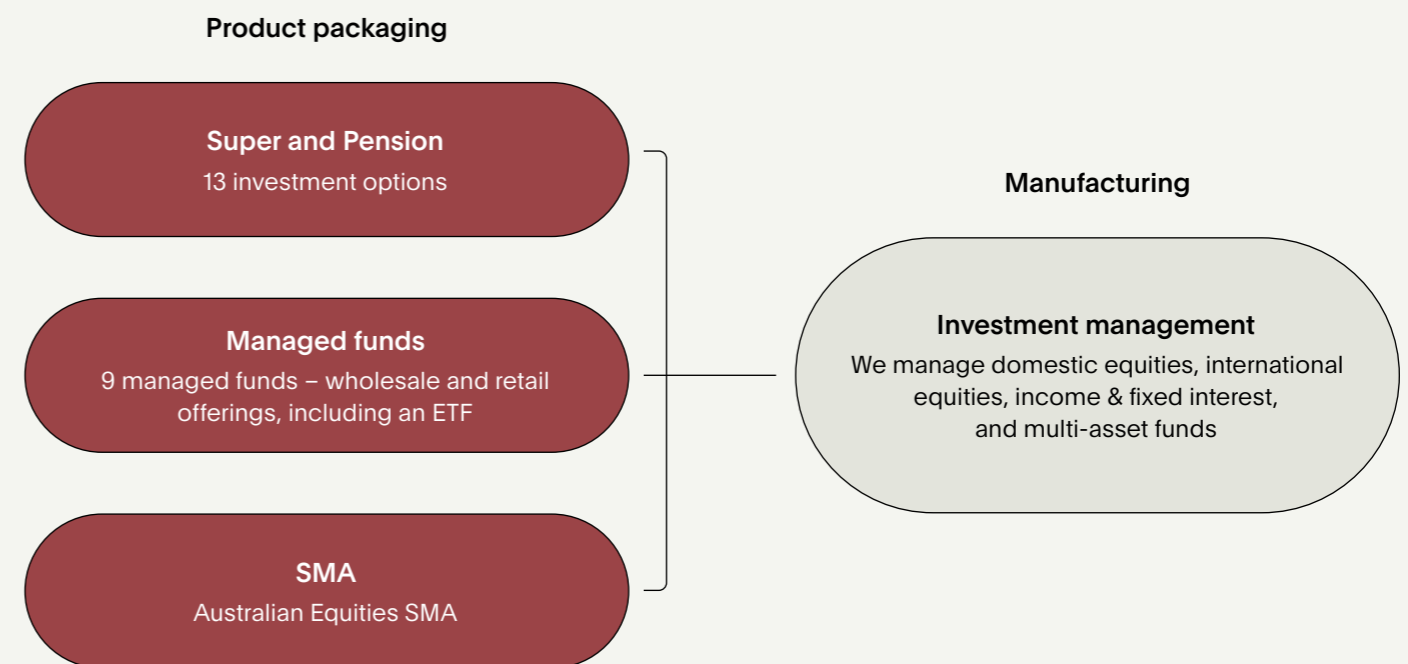 Product packaging
Super and Pension
13 investment options
Managed funds
9 managed funds – wholesale and retail
offerings, including an ETF
SMA
Australian Equities SMA
Manufacturing
Investment management
We manage domestic equities, international
equities, income & fixed interest,
and multi-asset funds